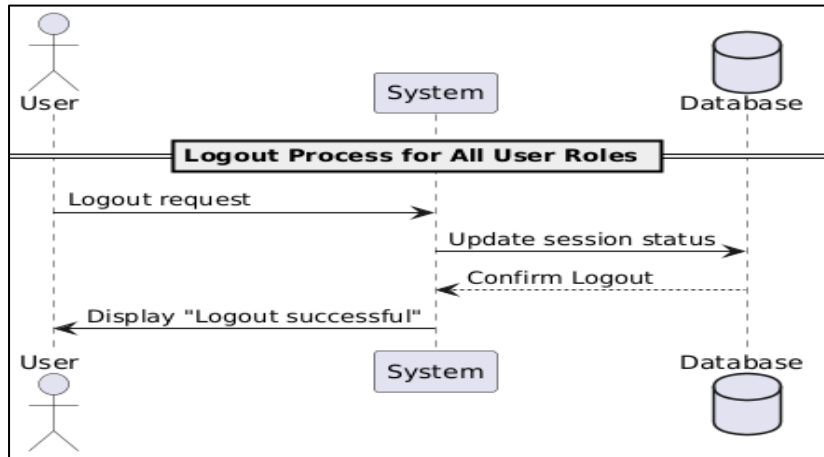 User
System
Database
Logout Process for All User Roles
Logout request
Update session status
Confirm Logout
Display "Logout successful"
User
System
Database